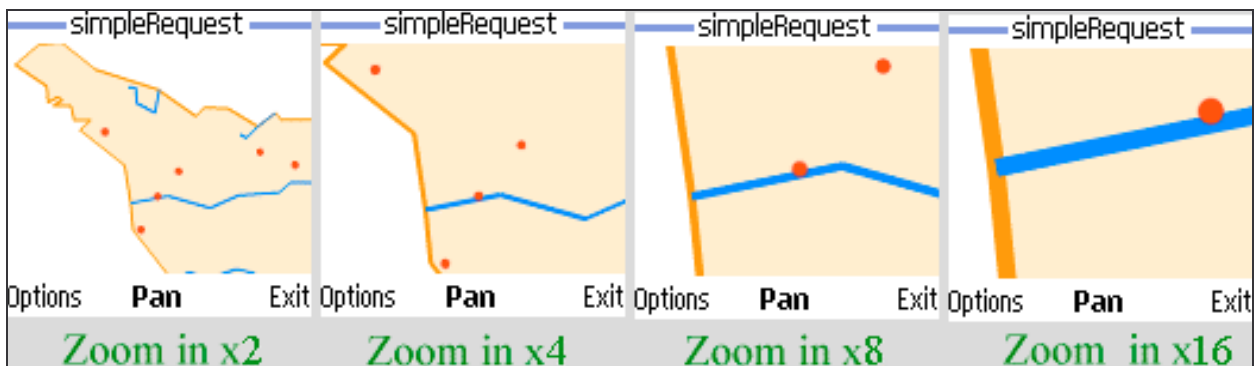 simpleRequest simpleRequest simpleRequest simpleRequest
Options Pan Exit Options Pan Exit Options Pan Exit Options Pan Exit
Zoom in x2 Zoom in x4 Zoom in x8 Zoom in x16